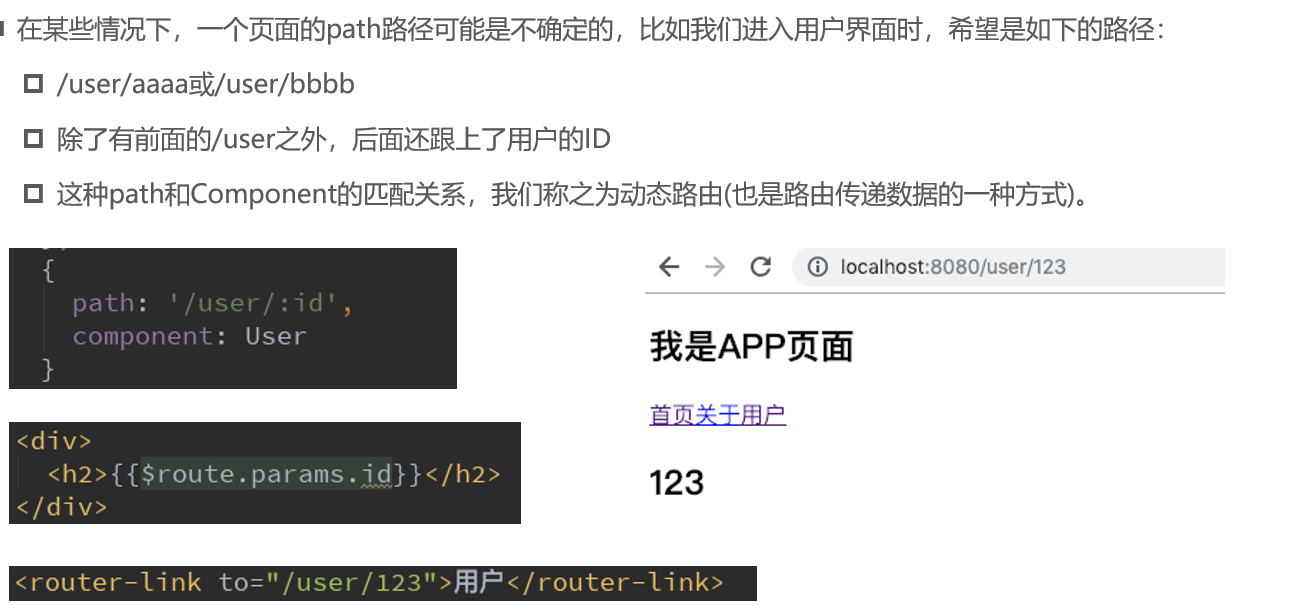 在某些情况下，一个页面的path路径可能是不确定的，比如我们进入用户界面时，希望是如下的路径：
/user/aaaa或/user/bbbb
除了有前面的/user之外，后面还跟上了用户的ID
这种path和Component的匹配关系，我们称之为动态路由(也是路由传递数据的一种方式)。
{
path: '/user/:id',
component: User
}
<div>
<h2>{{$route.params.id}}</h2>
</div>
<router-link to="/user/123">用户</router-link>
localhost:8080/user/123
我是APP页面
首页关于用户
123